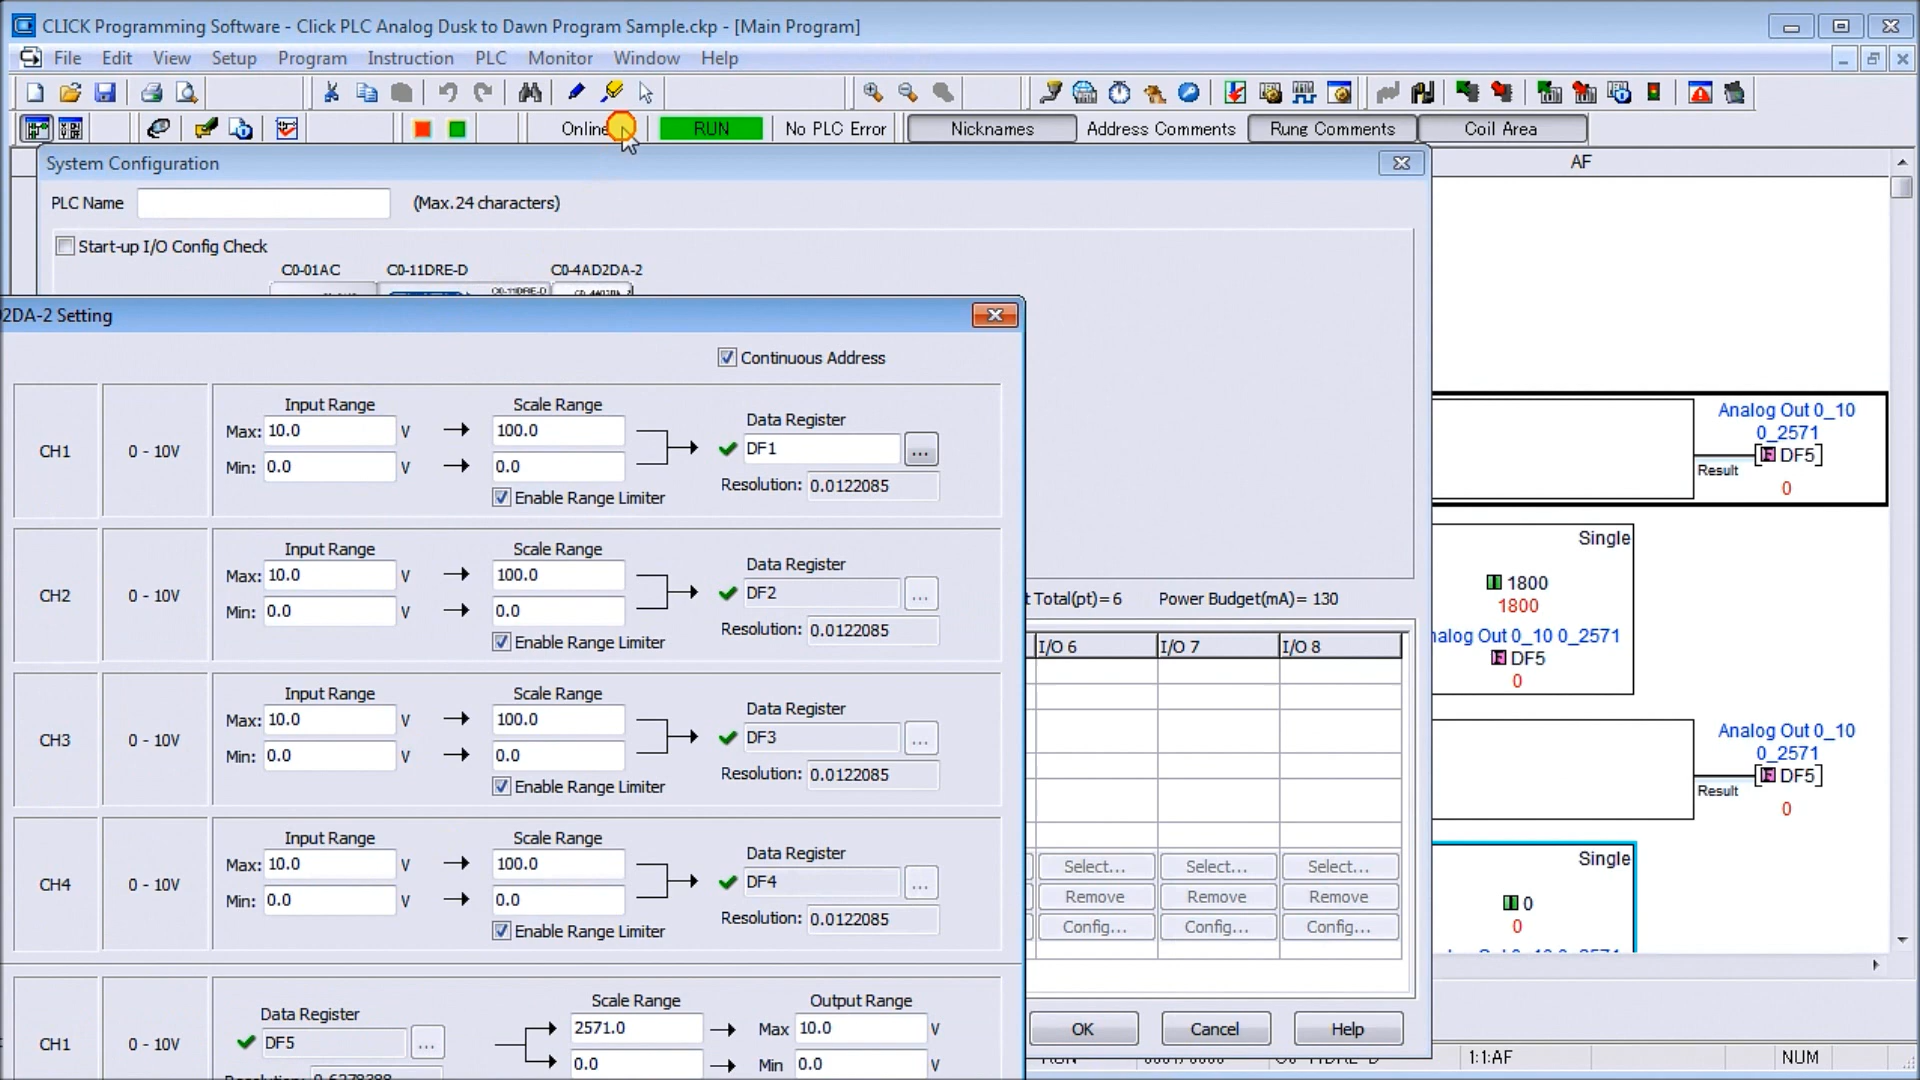 CLICK Programming Software - Click PLC Analog Dusk to Dawn Program Sample.ckp - [Main Program]
File Edit View Setup Program Instruction PLC Monitor Window Help
Online RUN No PLC Error Nicknames Address Comments Rung Comments Coil Area
System Configuration
AF
PLC Name (Max. 24 characters)
Start-up I/O Config Check
C0-01AC C0-11DRE-D C0-4AD2DA-2
C0-11DRE-D
2DA-2 Setting
Continuous Address
CH1
0 - 10V
Input Range Scale Range Data Register
Max: 10.0 V 100.0 DF1 ...
Min: 0.0 V 0.0
Enable Range Limiter Resolution: 0.0122085
CH2
0 - 10V
Input Range Scale Range Data Register
Max: 10.0 V 100.0 DF2 ...
Min: 0.0 V 0.0
Enable Range Limiter Resolution: 0.0122085
CH3
0 - 10V
Input Range Scale Range Data Register
Max: 10.0 V 100.0 DF3 ...
Min: 0.0 V 0.0
Enable Range Limiter Resolution: 0.0122085
CH4
0 - 10V
Input Range Scale Range Data Register
Max: 10.0 V 100.0 DF4 ...
Min: 0.0 V 0.0
Enable Range Limiter Resolution: 0.0122085
CH1
0 - 10V
Data Register Scale Range Output Range
DF5 ... 2571.0 Max 10.0 V
0.0 Min 0.0 V
t Total(pt)= 6 Power Budget(mA)= 130
I/O 6 I/O 7 I/O 8
Select... Select... Select...
Remove Remove Remove
Config... Config... Config...
OK Cancel Help
Analog Out 0_10
0_2571
Result DF5
0
Single
1800
1800
nalog Out 0_10 0_2571
DF5
0
Analog Out 0_10
0_2571
Result DF5
0
Single
0
0
1:1:AF NUM